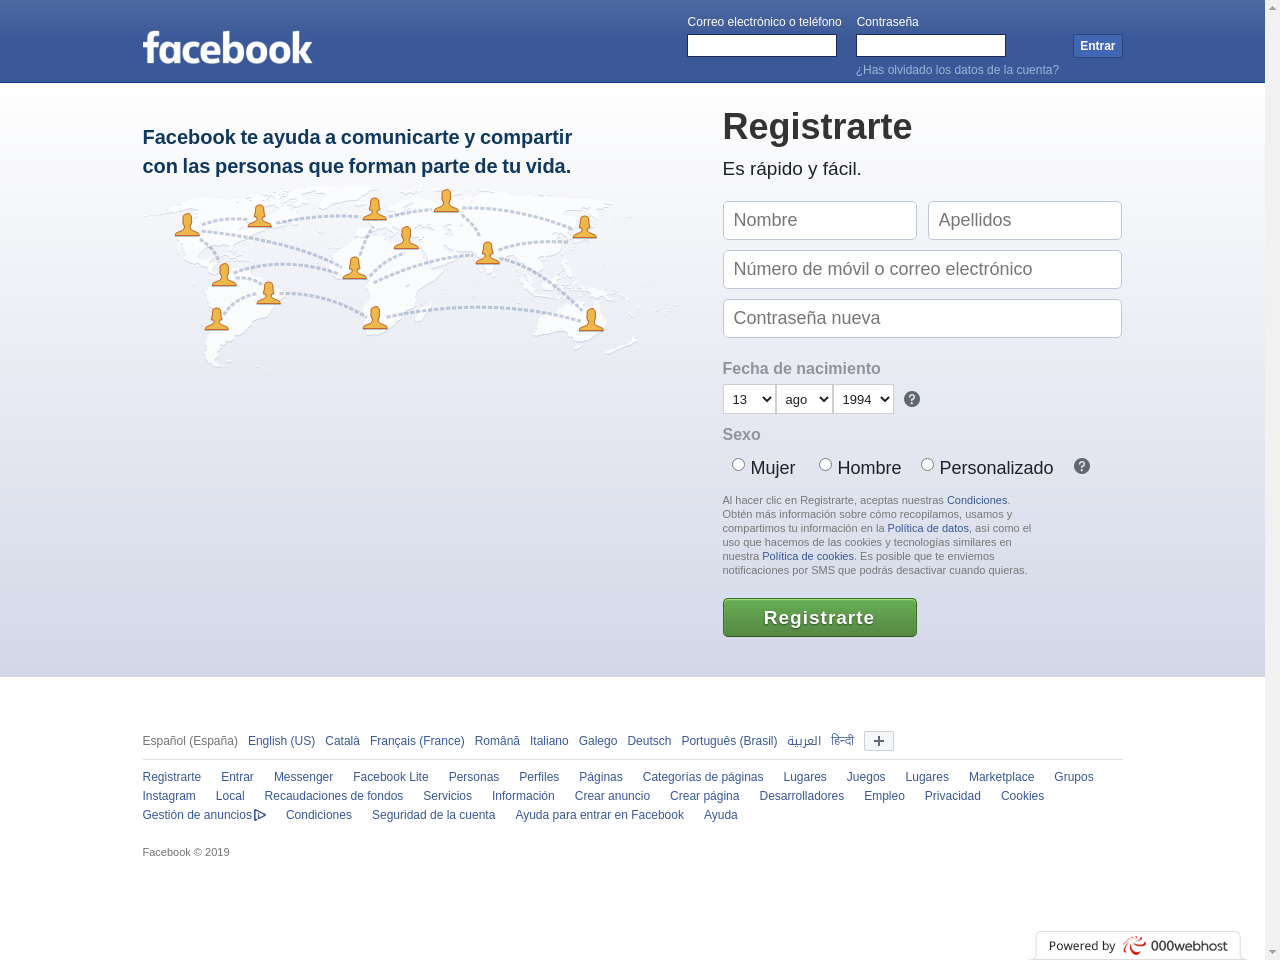 facebook
Correo electrónico o teléfono
Contraseña
Entrar
¿Has olvidado los datos de la cuenta?
Facebook te ayuda a comunicarte y compartir
con las personas que forman parte de tu vida.
Registrarte
Es rápido y fácil.
Nombre Apellidos
Número de móvil o correo electrónico
Contraseña nueva
Fecha de nacimiento
13 ago 1994 ?
Sexo
Mujer Hombre Personalizado ?
Al hacer clic en Registrarte, aceptas nuestras Condiciones.
Obtén más información sobre cómo recopilamos, usamos y
compartimos tu información en la Política de datos, así como el
uso que hacemos de las cookies y tecnologías similares en
nuestra Política de cookies. Es posible que te enviemos
notificaciones por SMS que podrás desactivar cuando quieras.
Registrarte
Español (España) English (US) Català Français (France) Română Italiano Galego Deutsch Português (Brasil) العربية हिन्दी +
Registrarte Entrar Messenger Facebook Lite Personas Perfiles Páginas Categorías de páginas Lugares Juegos Lugares Marketplace Grupos
Instagram Local Recaudaciones de fondos Servicios Información Crear anuncio Crear página Desarrolladores Empleo Privacidad Cookies
Gestión de anuncios Condiciones Seguridad de la cuenta Ayuda para entrar en Facebook Ayuda
Facebook © 2019
Powered by 000webhost